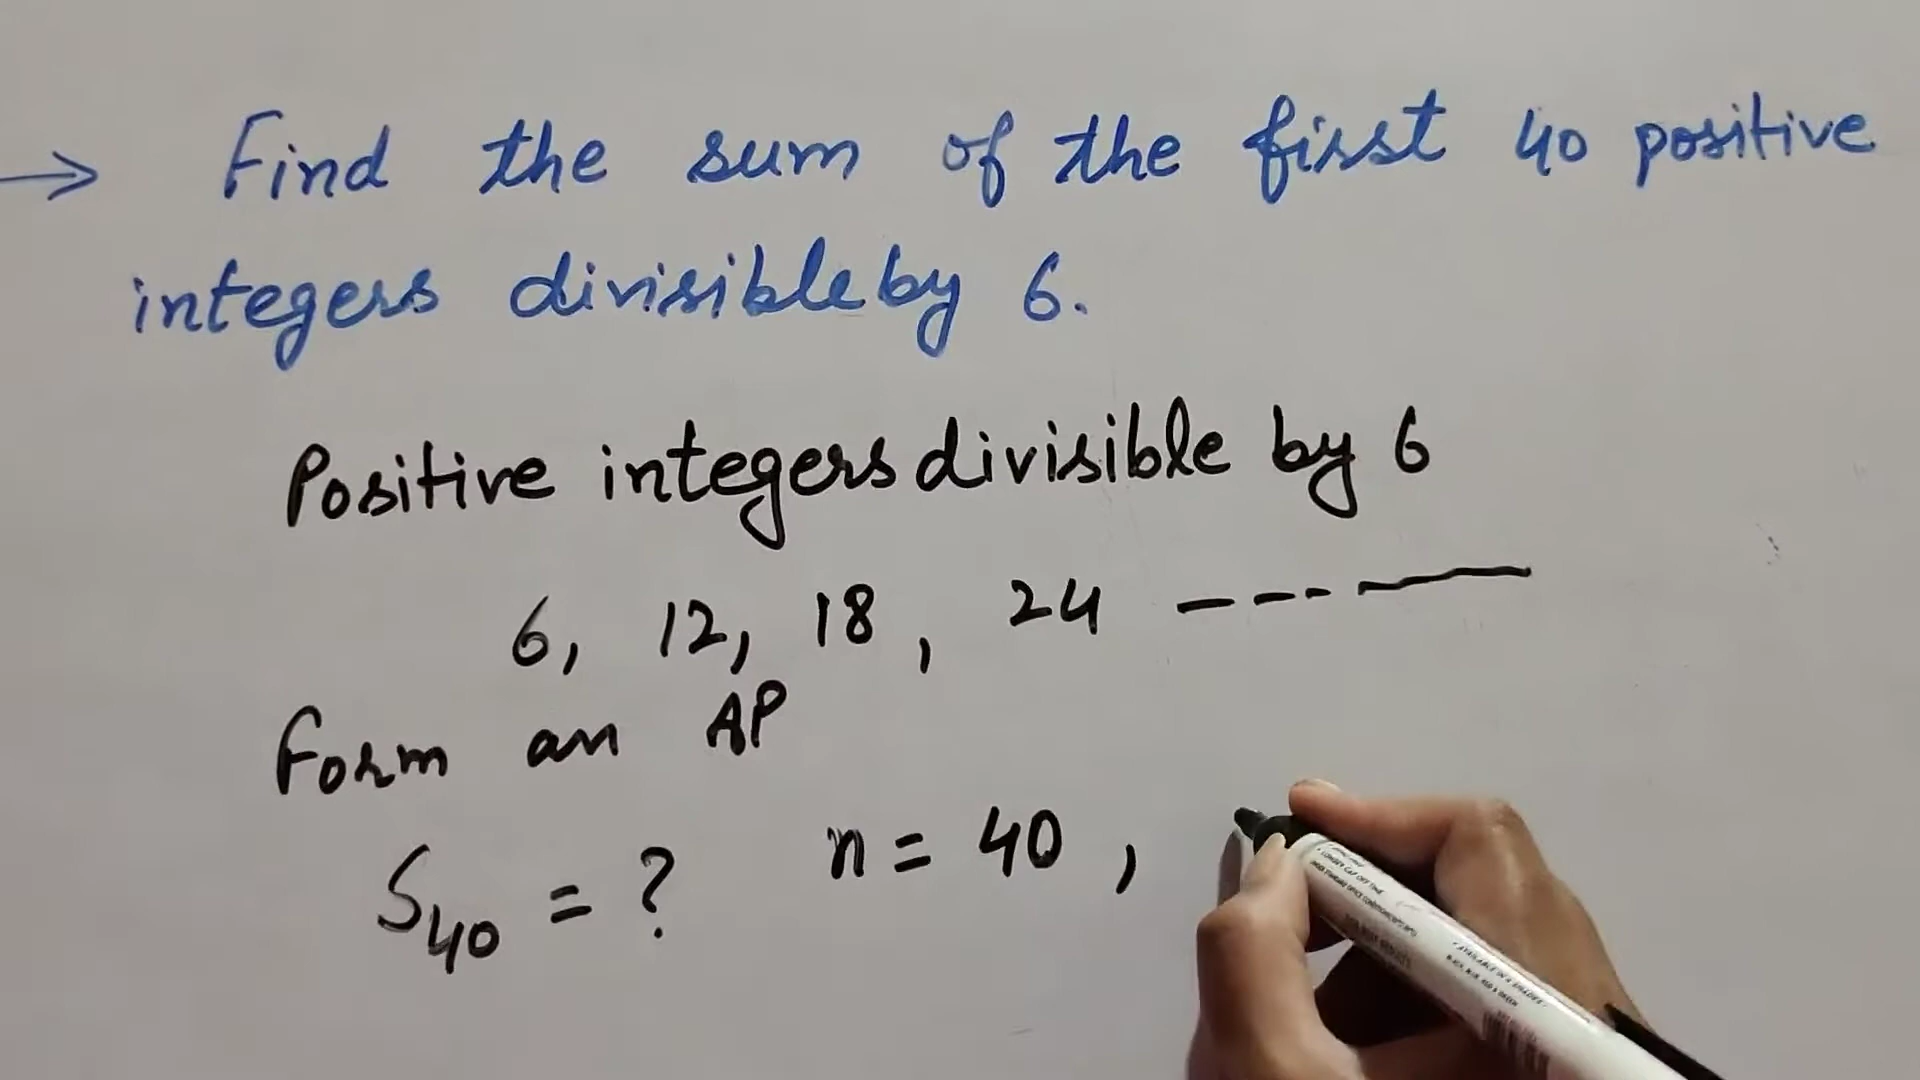 → Find the sum of the first 40 positive
integers divisible by 6.
Positive integers divisible by 6
6, 12, 18, 24 -----
Form an AP
S40 = ? n = 40,